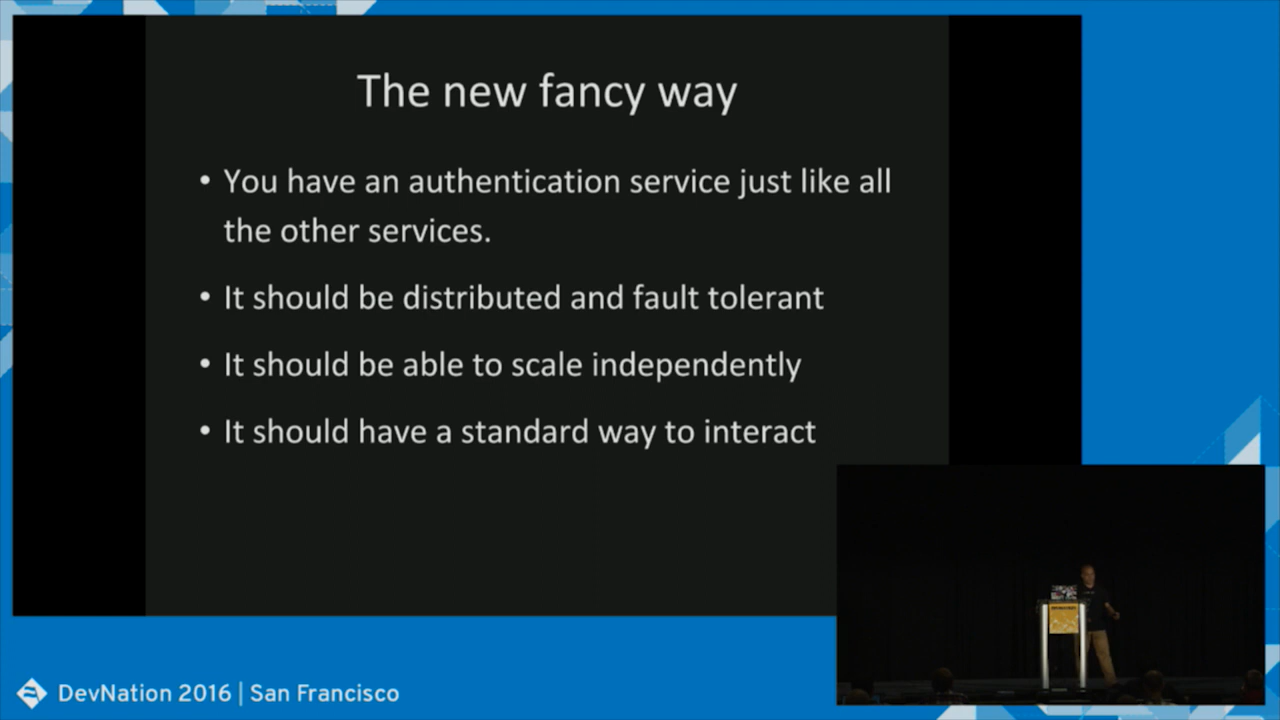 The new fancy way
• You have an authentication service just like all
the other services.
• It should be distributed and fault tolerant
• It should be able to scale independently
• It should have a standard way to interact
DevNation 2016 | San Francisco